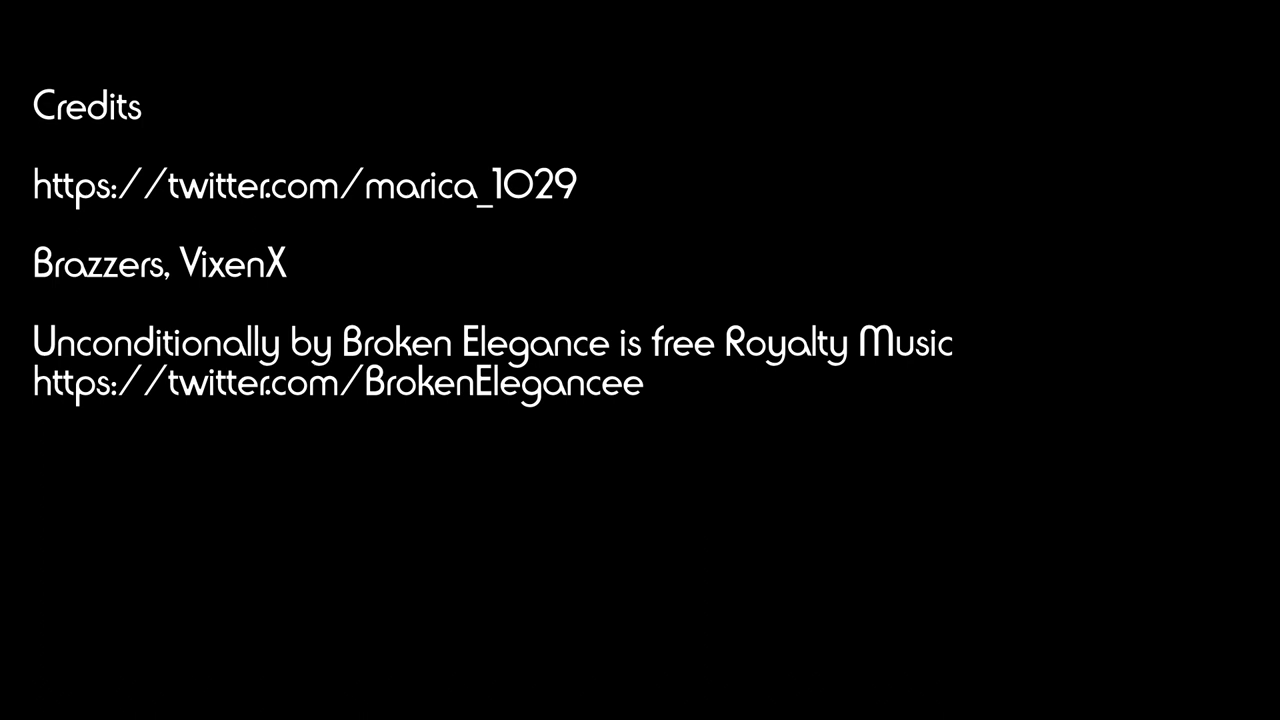 Credits
https://twitter.com/marica_1029
Brazzers, VixenX
Unconditionally by Broken Elegance is free Royalty Music
https://twitter.com/BrokenElegancee